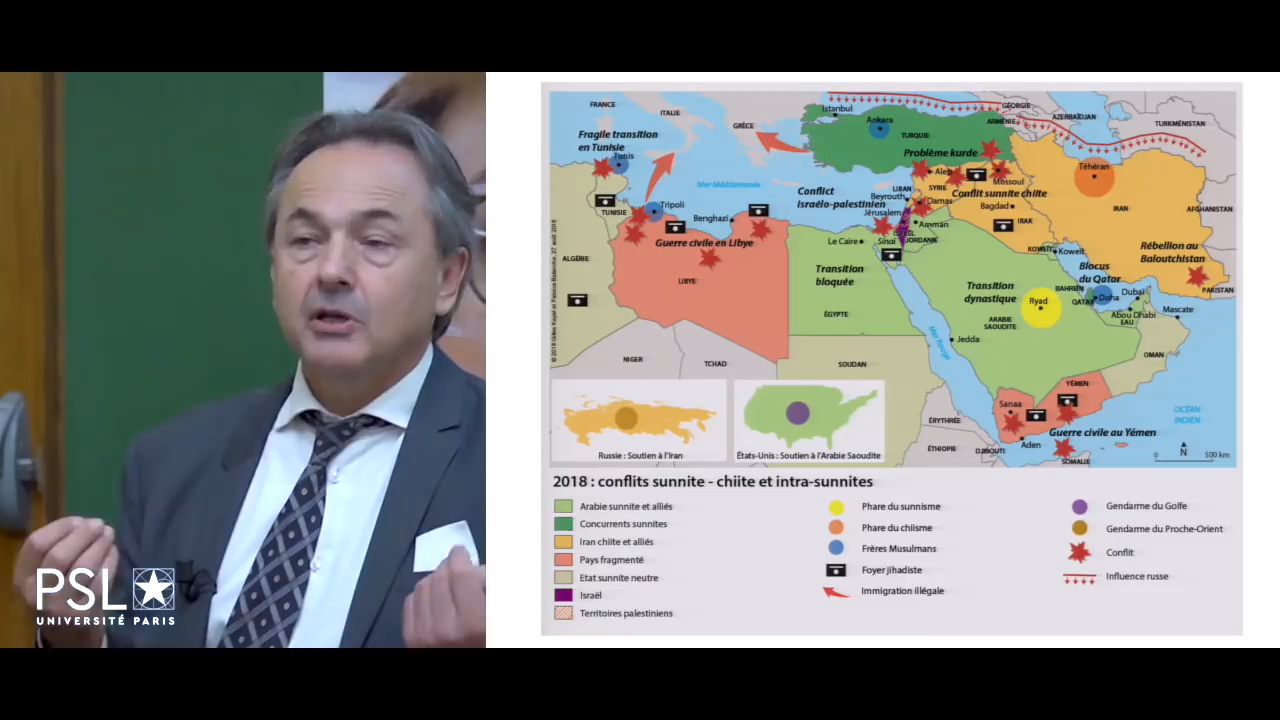 PSL
UNIVERSITÉ PARIS
FRANCE
ITALIE
GRÈCE
Istanbul
Ankara
TURQUIE
GÉORGIE
ARMÉNIE
AZERBAÏDJAN
TURKMÉNISTAN
Fragile transition
en Tunisie
Tunis
Problème kurde
Téhéran
Mer Méditerranée
Alep
Mossoul
LIBAN
SYRIE
Conflit sunnite chiite
Conflict
Israélo-palestinien
Beyrouth
Damas
Bagdad
IRAN
AFGHANISTAN
TUNISIE
Tripoli
Benghazi
Jérusalem
Amman
IRAK
Guerre civile en Libye
Le Caire
Sinaï
ISRAËL
JORDANIE
KOWEÏT
Koweit
Rébellion au
Baloutchistan
ALGÉRIE
LIBYE
Transition
bloquée
Transition
dynastique
Blocus
du Qatar
BAHREÏN
QATAR
Doha
Dubaï
PAKISTAN
Ryad
Abou Dhabi
EAU
Mascate
ÉGYPTE
ARABIE
SAOUDITE
Mer Rouge
Jedda
OMAN
NIGER
TCHAD
SOUDAN
YÉMEN
Sanaa
OCÉAN
INDIEN
ÉRYTHRÉE
Aden
Guerre civile au Yémen
ÉTHIOPIE
DJIBOUTI
SOMALIE
N
0
500 km
Russie : Soutien à l'Iran
États-Unis : Soutien à l'Arabie Saoudite
2018 : conflits sunnite - chiite et intra-sunnites
Arabie sunnite et alliés
Concurrents sunnites
Iran chiite et alliés
Pays fragmenté
Etat sunnite neutre
Israël
Territoires palestiniens
Phare du sunnisme
Phare du chiisme
Frères Musulmans
Foyer jihadiste
Immigration illégale
Gendarme du Golfe
Gendarme du Proche-Orient
Conflit
Influence russe